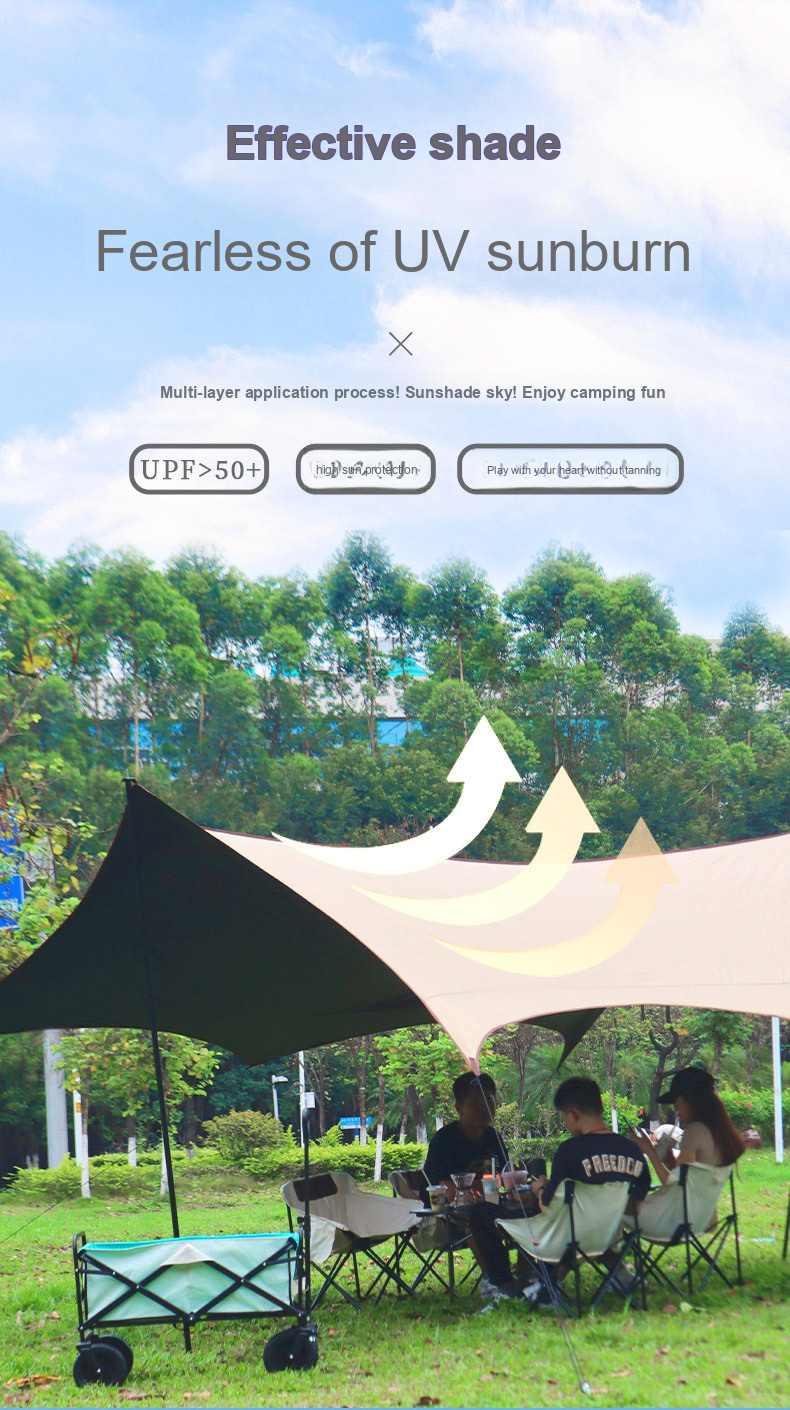 Effective shade
Fearless of UV sunburn
Multi-layer application process! Sunshade sky! Enjoy camping fun
UPF>50+
high sun protection
Play with your heart without tanning
FREEDOM